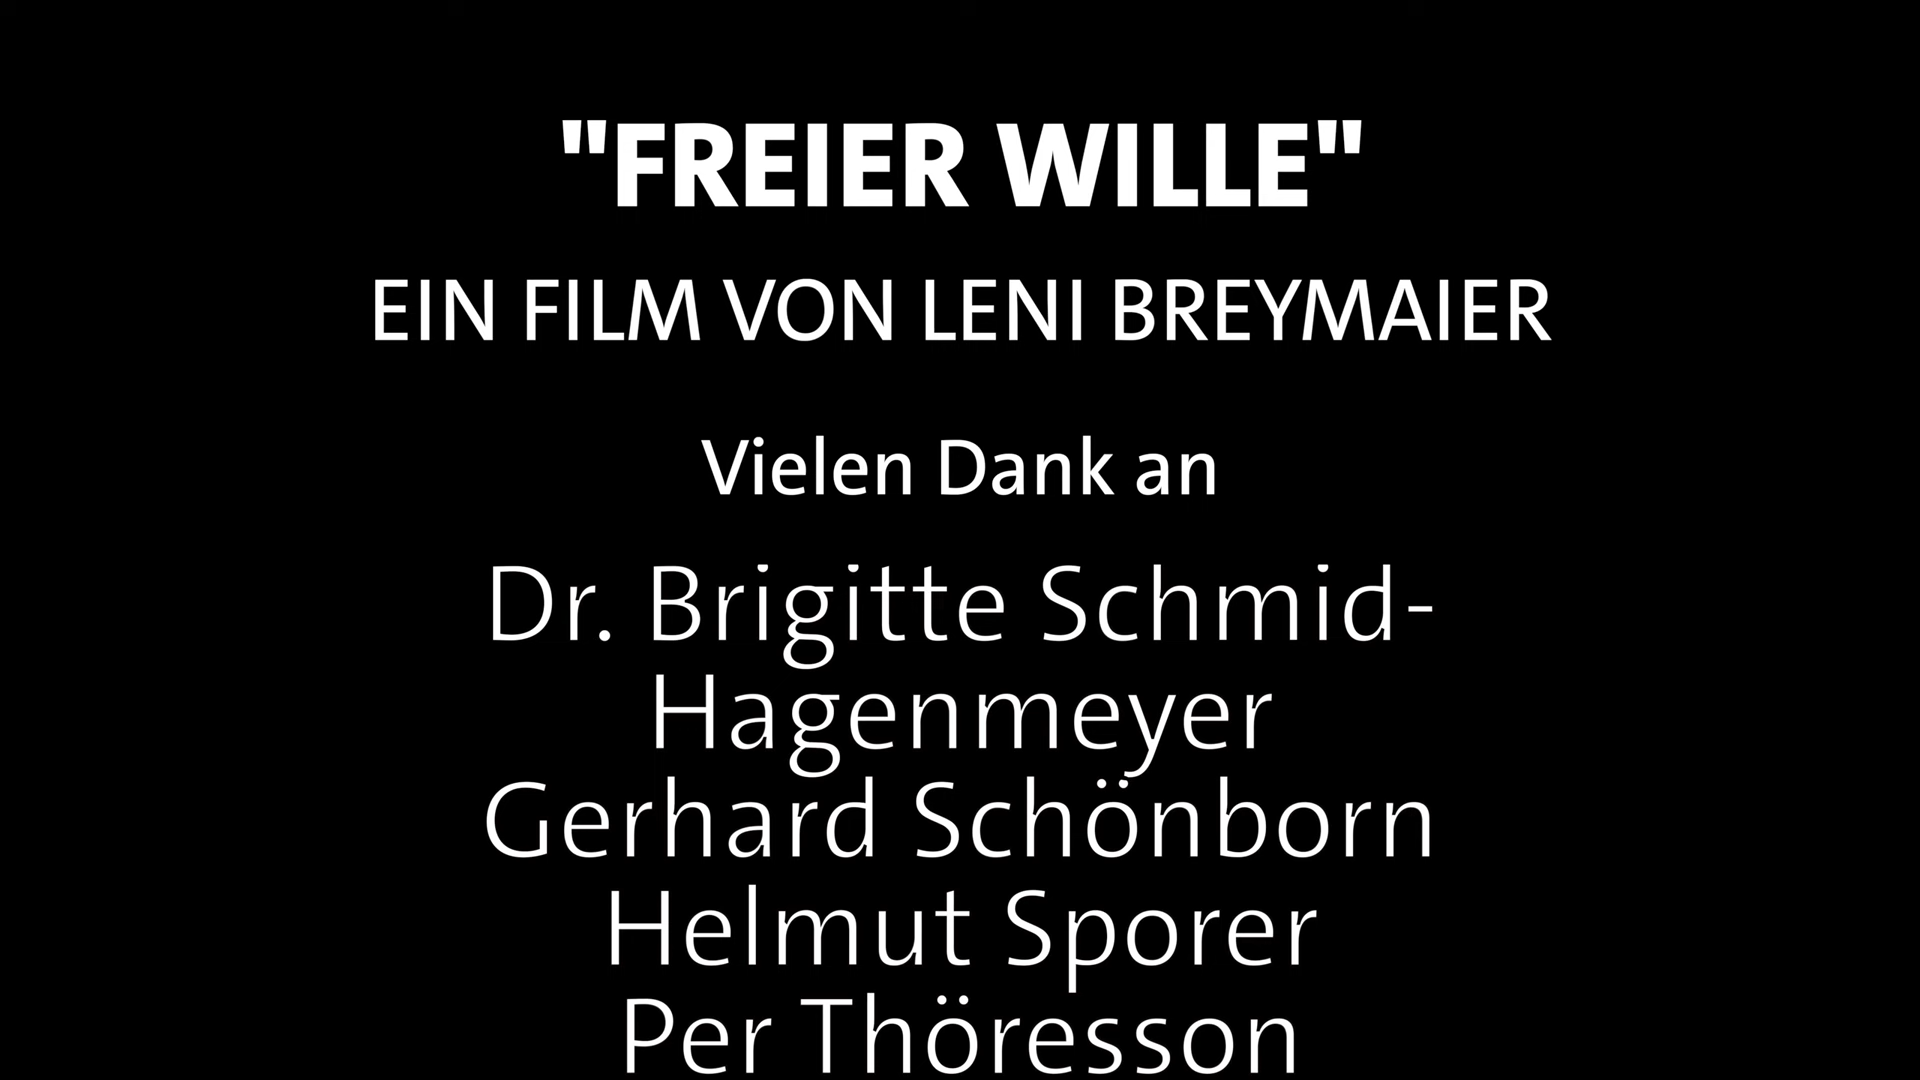 "FREIER WILLE"
EIN FILM VON LENI BREYMAIER
Vielen Dank an
Dr. Brigitte Schmid-
Hagenmeyer
Gerhard Schönborn
Helmut Sporer
Per Thöresson